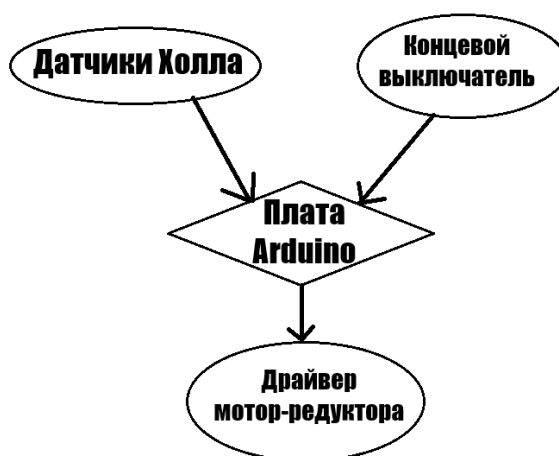 Датчики Холла
Концевой
выключатель
Плата
Arduino
Драйвер
мотор-редуктора